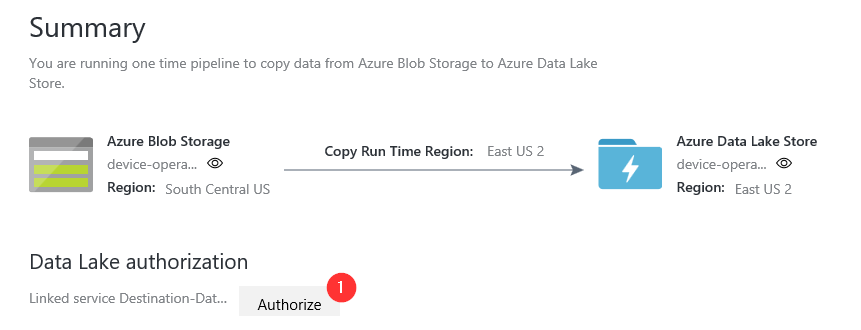 Summary
You are running one time pipeline to copy data from Azure Blob Storage to Azure Data Lake
Store.
Azure Blob Storage
device-opera...
Region: South Central US
Copy Run Time Region: East US 2
Azure Data Lake Store
device-opera...
Region: East US 2
Data Lake authorization
Linked service Destination-Dat... Authorize
1